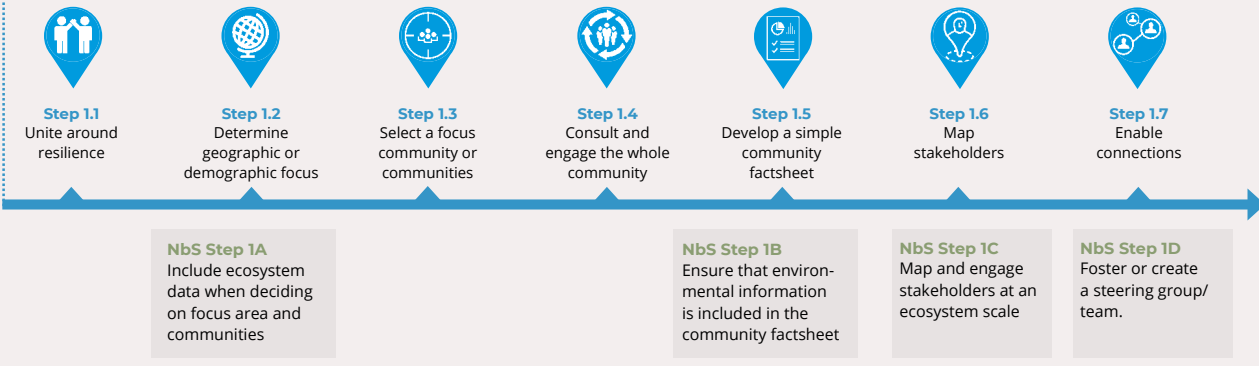 Step 1.1
Unite around
resilience
Step 1.2
Determine
geographic or
demographic focus
Step 1.3
Select a focus
community or
communities
Step 1.4
Consult and
engage the whole
community
Step 1.5
Develop a simple
community
factsheet
Step 1.6
Map
stakeholders
Step 1.7
Enable
connections
NbS Step 1A
Include ecosystem
data when deciding
on focus area and
communities
NbS Step 1B
Ensure that environ-
mental information
is included in the
community factsheet
NbS Step 1C
Map and engage
stakeholders at an
ecosystem scale
NbS Step 1D
Foster or create
a steering group/
team.